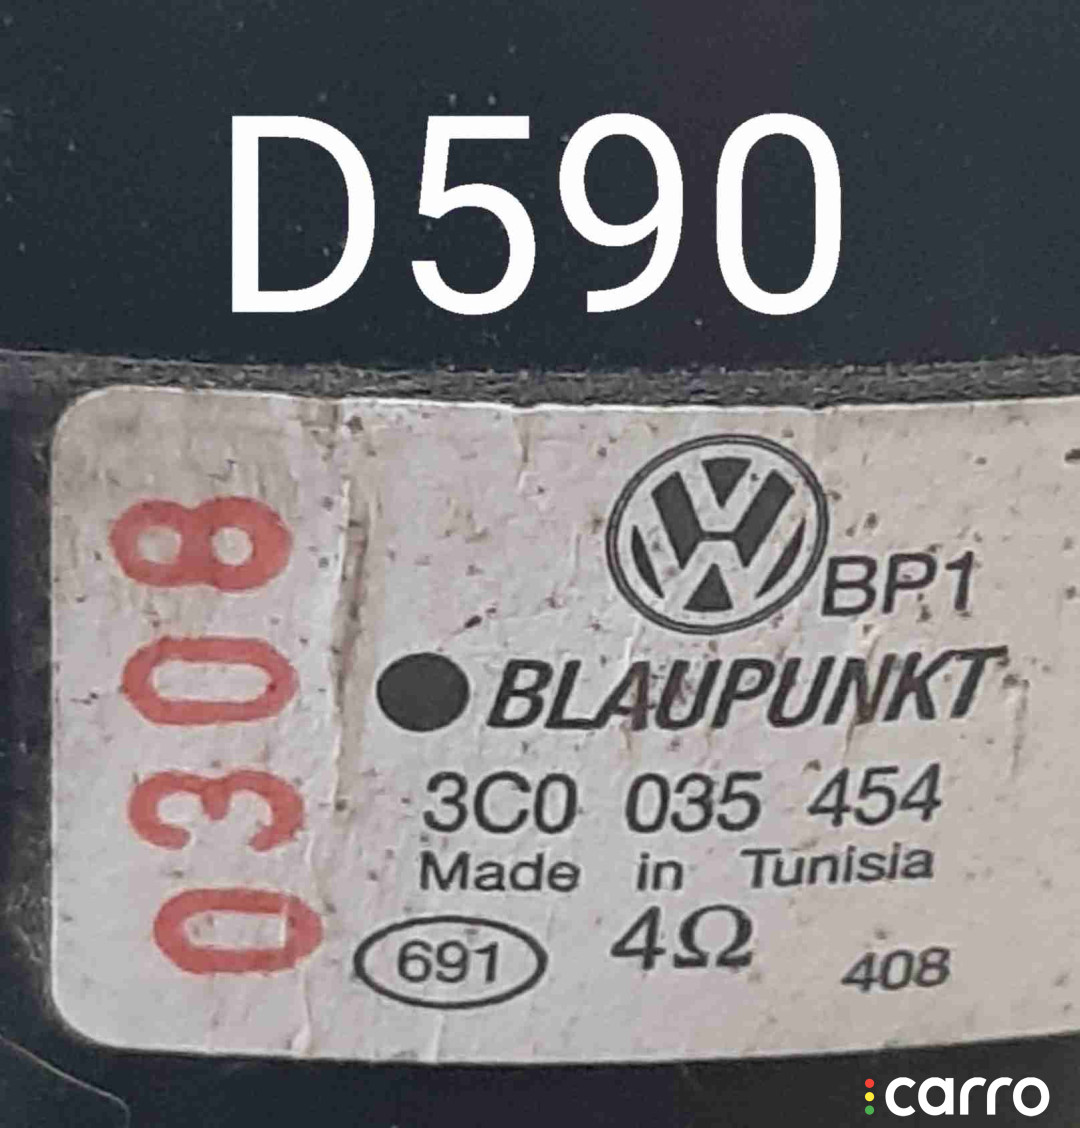 D590
0308
BP1
BLAUPUNKT
3C0 035 454
Made in Tunisia
691 4Ω 408
carro